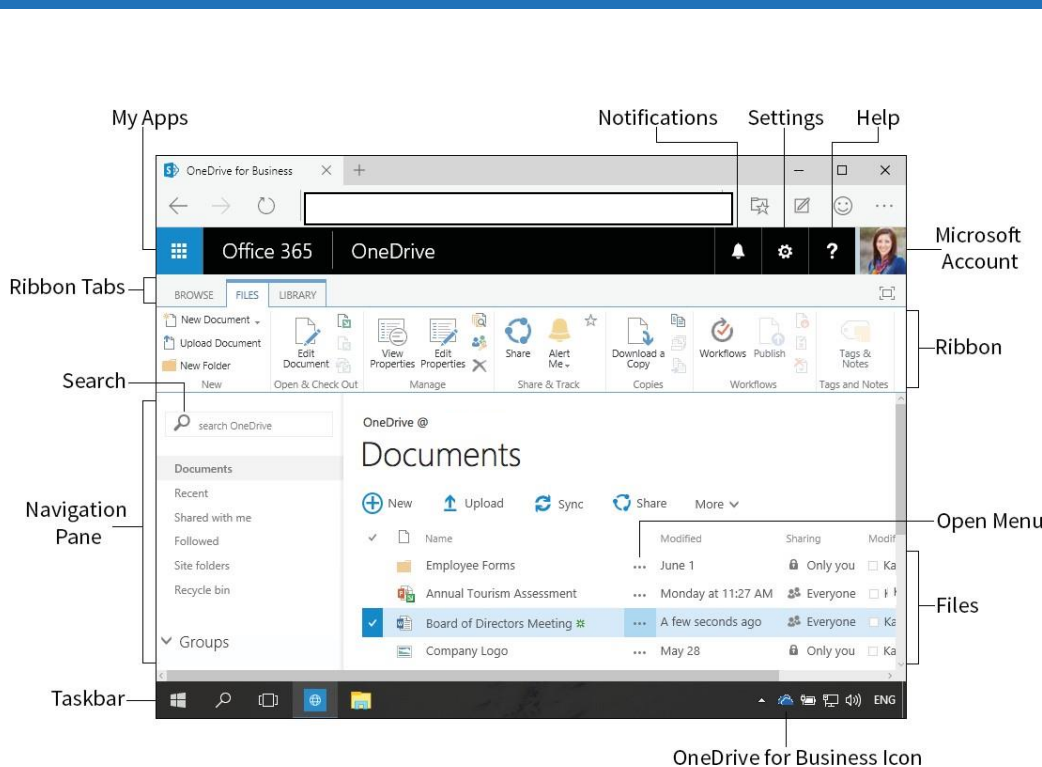 My Apps
Notifications
Settings
Help
OneDrive for Business
Office 365
OneDrive
?
Microsoft
Account
Ribbon Tabs
BROWSE
FILES
LIBRARY
New Document
Upload Document
New Folder
New
Edit
Document
Open & Check Out
View
Properties
Edit
Properties
Manage
Share
Alert
Me
Share & Track
Download a
Copy
Copies
Workflows
Publish
Workflows
Tags &
Notes
Tags and Notes
Ribbon
Search
search OneDrive
OneDrive @
Documents
Documents
Recent
Shared with me
Followed
Site folders
Recycle bin
Groups
Navigation
Pane
New
Upload
Sync
Share
More
Name
Modified
Sharing
Modif
Open Menu
Employee Forms
... June 1
Only you
Ka
Annual Tourism Assessment
... Monday at 11:27 AM
Everyone
Board of Directors Meeting
... A few seconds ago
Everyone
Ka
Company Logo
... May 28
Only you
Ka
Files
Taskbar
ENG
OneDrive for Business Icon